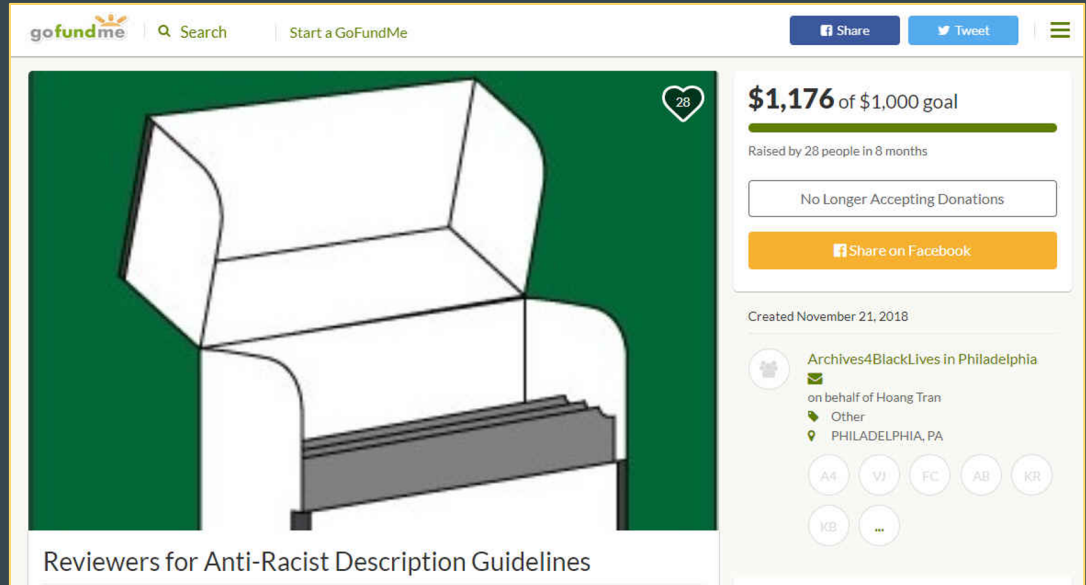 gofundme
Search
Start a GoFundMe
Share
Tweet
28
$1,176 of $1,000 goal
Raised by 28 people in 8 months
No Longer Accepting Donations
Share on Facebook
Created November 21, 2018
Archives4BlackLives in Philadelphia
on behalf of Hoang Tran
Other
PHILADELPHIA, PA
A4 VJ FC AB KR
KB ...
Reviewers for Anti-Racist Description Guidelines